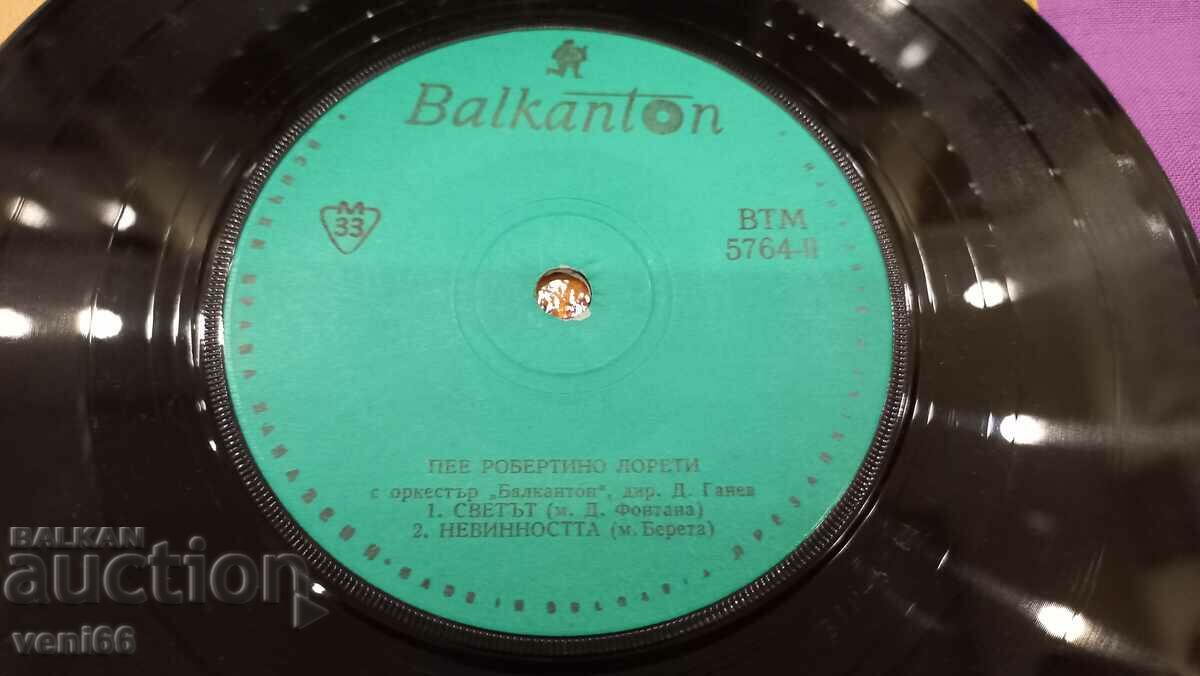 Balkanton
M
33
ВТМ
5764-II
ПЕЕ РОБЕРТИНО ЛОРЕТИ
с оркестър „Балкантон“, дир. Д. Ганев
1. СВЕТЪТ (м. Д. Фонтана)
2. НЕВИННОСТТА (м. Берета)
BALKAN
auction
veni66